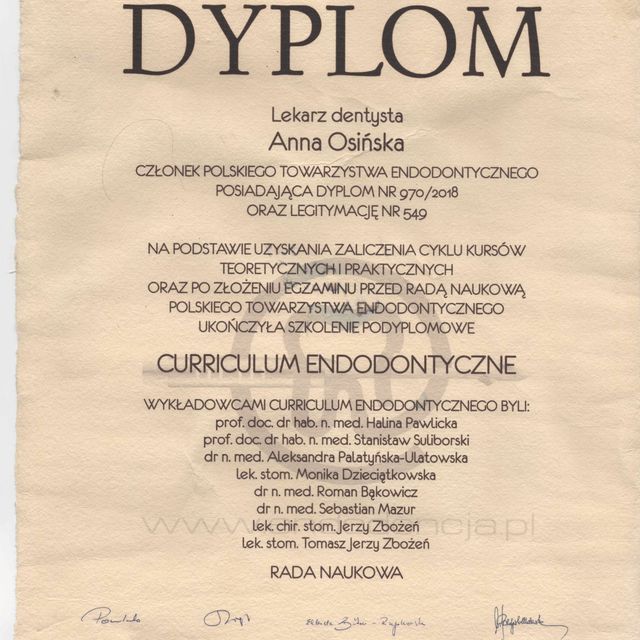 DYPLOM
Lekarz dentysta
Anna Osińska
CZŁONEK POLSKIEGO TOWARZYSTWA ENDODONTYCZNEGO
POSIADAJĄCA DYPLOM NR 970/2018
ORAZ LEGITYMACJĘ NR 549
NA PODSTAWIE UZYSKANIA ZALICZENIA CYKLU KURSÓW
TEORETYCZNYCH I PRAKTYCZNYCH
ORAZ PO ZŁOŻENIU EGZAMINU PRZED RADĄ NAUKOWĄ
POLSKIEGO TOWARZYSTWA ENDODONTYCZNEGO
UKOŃCZYŁA SZKOLENIE PODYPLOMOWE
CURRICULUM ENDODONTYCZNE
WYKŁADOWCAMI CURRICULUM ENDODONTYCZNEGO BYLI:
prof. doc. dr hab. n. med. Halina Pawlicka
prof. doc. dr hab. n. med. Stanisław Suliborski
dr n. med. Aleksandra Palatyńska-Ulatowska
lek. stom. Monika Dzieciątkowska
dr n. med. Roman Bąkowicz
dr n. med. Sebastian Mazur
lek. chir. stom. Jerzy Zbożeń
lek. stom. Tomasz Jerzy Zbożeń
RADA NAUKOWA